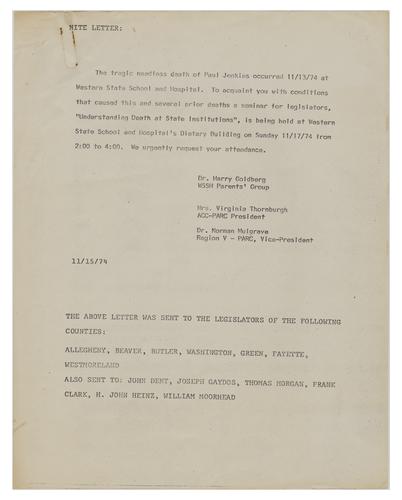 NITE LETTER:
The tragic needless death of Paul Jenkins occurred 11/13/74 at
Western State School and Hospital. To acquaint you with conditions
that caused this and several prior deaths a seminar for legislators,
"Understanding Death at State Institutions", is being held at Western
State School and Hospital's Dietary Building on Sunday 11/17/74 from
2:00 to 4:00. We urgently request your attendance.
Dr. Harry Goldberg
WSSH Parents' Group
Mrs. Virginia Thornburgh
ACC-PARC President
Dr. Norman Mulgrave
Region V - PARC, Vice-President
11/15/74
THE ABOVE LETTER WAS SENT TO THE LEGISLATORS OF THE FOLLOWING
COUNTIES:
ALLEGHENY, BEAVER, BUTLER, WASHINGTON, GREEN, FAYETTE,
WESTMORELAND
ALSO SENT TO: JOHN DENT, JOSEPH GAYDOS, THOMAS MORGAN, FRANK
CLARK, H. JOHN HEINZ, WILLIAM MOORHEAD